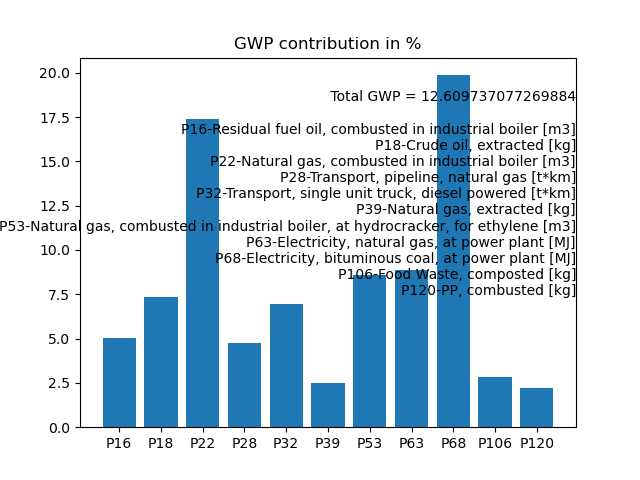 GWP contribution in %
20.0
17.5
15.0
12.5
10.0
7.5
5.0
2.5
0.0
Total GWP = 12.609737077269884
P16-Residual fuel oil, combusted in industrial boiler [m3]
P18-Crude oil, extracted [kg]
P22-Natural gas, combusted in industrial boiler [m3]
P28-Transport, pipeline, natural gas [t*km]
P32-Transport, single unit truck, diesel powered [t*km]
P39-Natural gas, extracted [kg]
P53-Natural gas, combusted in industrial boiler, at hydrocracker, for ethylene [m3]
P63-Electricity, natural gas, at power plant [MJ]
P68-Electricity, bituminous coal, at power plant [MJ]
P106-Food Waste, composted [kg]
P120-PP, combusted [kg]
P16 P18 P22 P28 P32 P39 P53 P63 P68 P106 P120